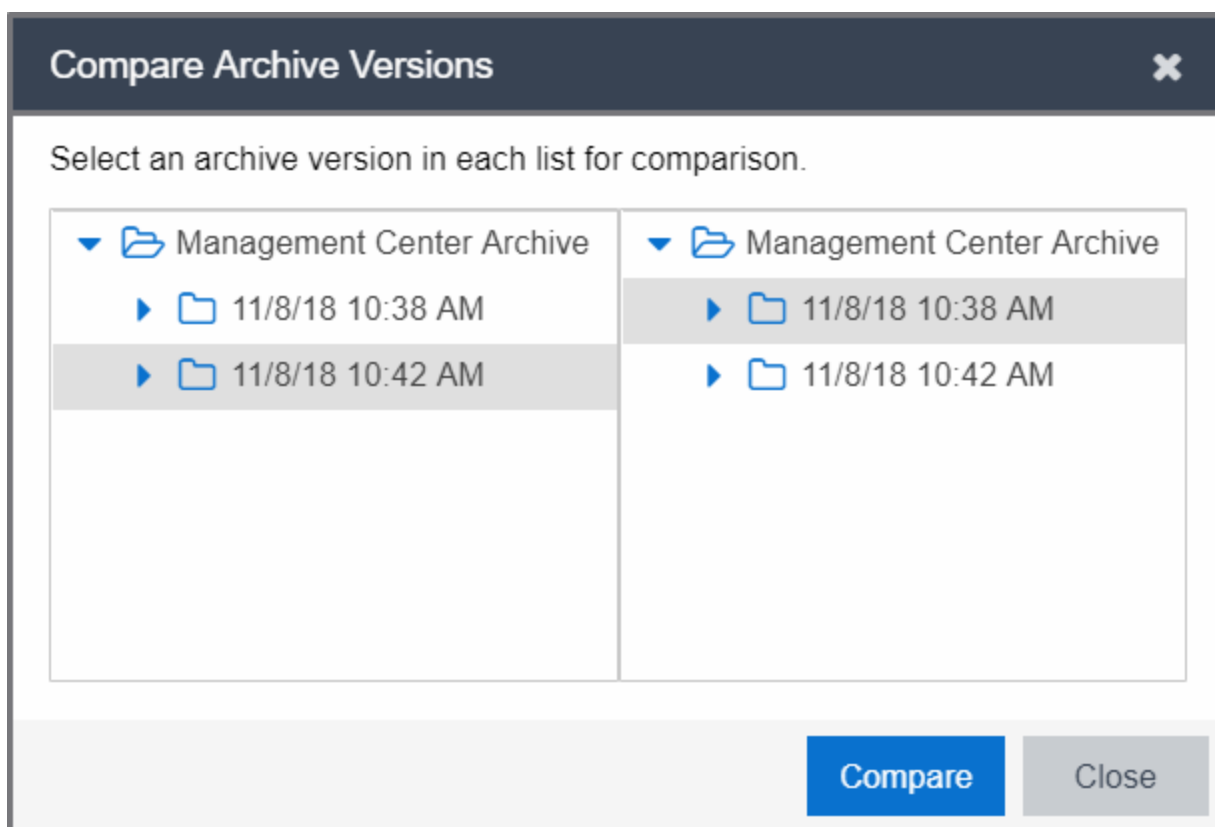 Compare Archive Versions
Select an archive version in each list for comparison.
Management Center Archive
11/8/18 10:38 AM
11/8/18 10:42 AM
Management Center Archive
11/8/18 10:38 AM
11/8/18 10:42 AM
Compare
Close